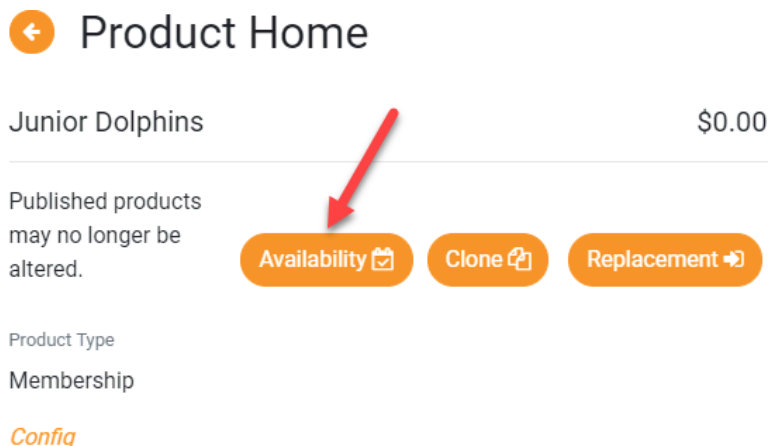 Product Home
Junior Dolphins
$0.00
Published products
may no longer be
altered.
Availability
Clone
Replacement
Product Type
Membership
Config